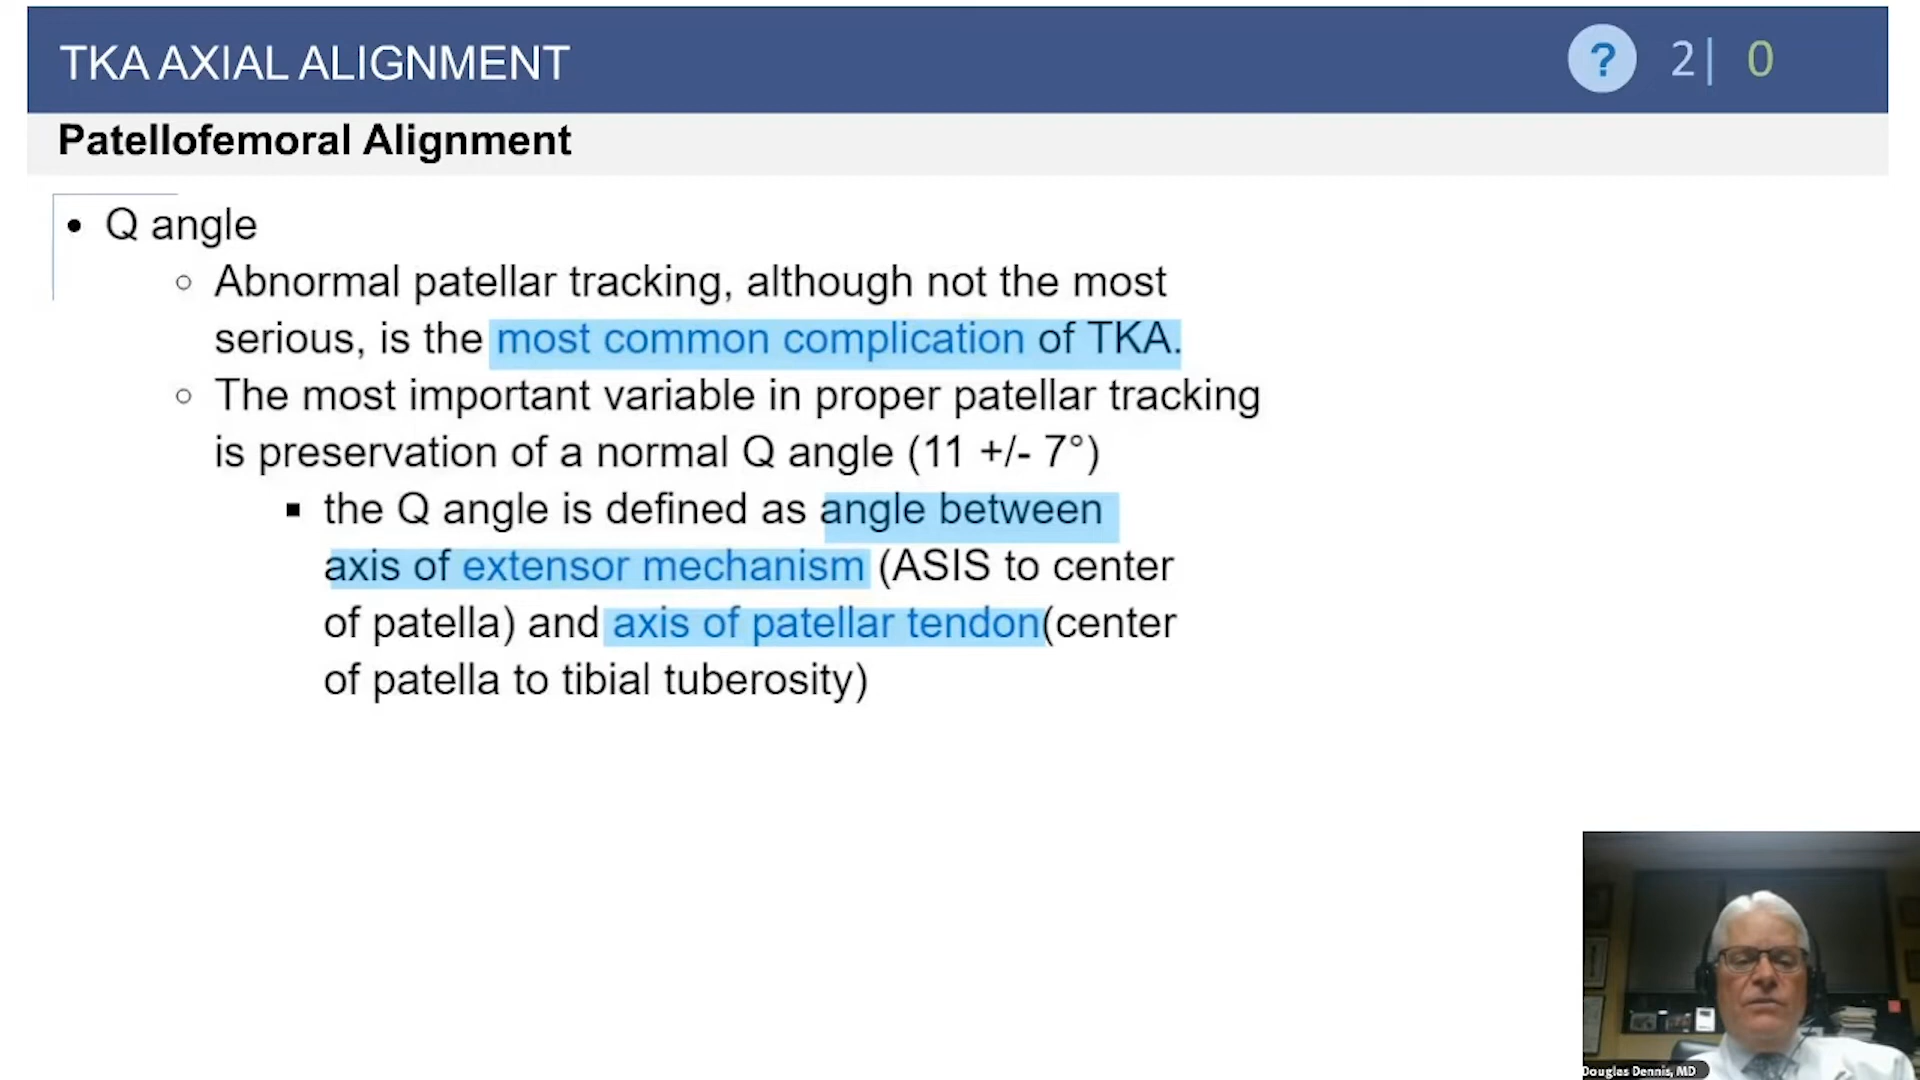 TKA AXIAL ALIGNMENT
? 2| 0
Patellofemoral Alignment
• Q angle
○ Abnormal patellar tracking, although not the most
serious, is the most common complication of TKA.
○ The most important variable in proper patellar tracking
is preservation of a normal Q angle (11 +/- 7°)
▪ the Q angle is defined as angle between
axis of extensor mechanism (ASIS to center
of patella) and axis of patellar tendon(center
of patella to tibial tuberosity)
Douglas Dennis, MD